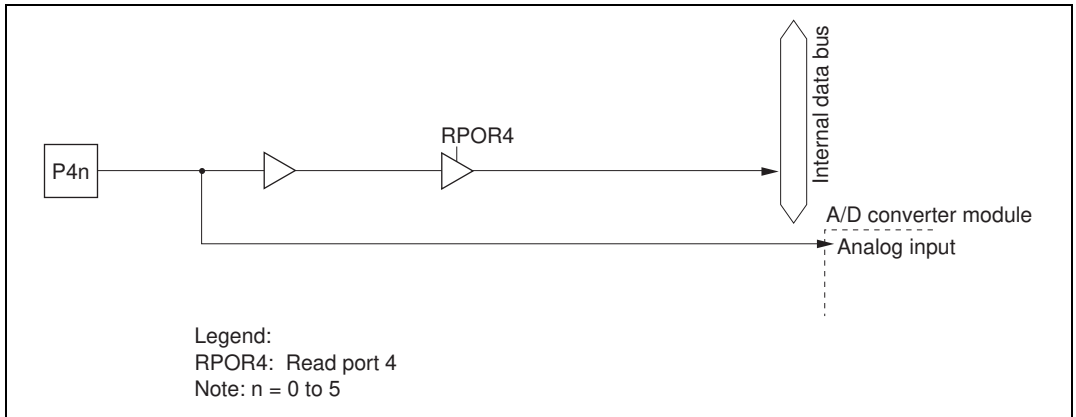 RPOR4
P4n
Internal data bus
A/D converter module
Analog input
Legend:
RPOR4: Read port 4
Note: n = 0 to 5